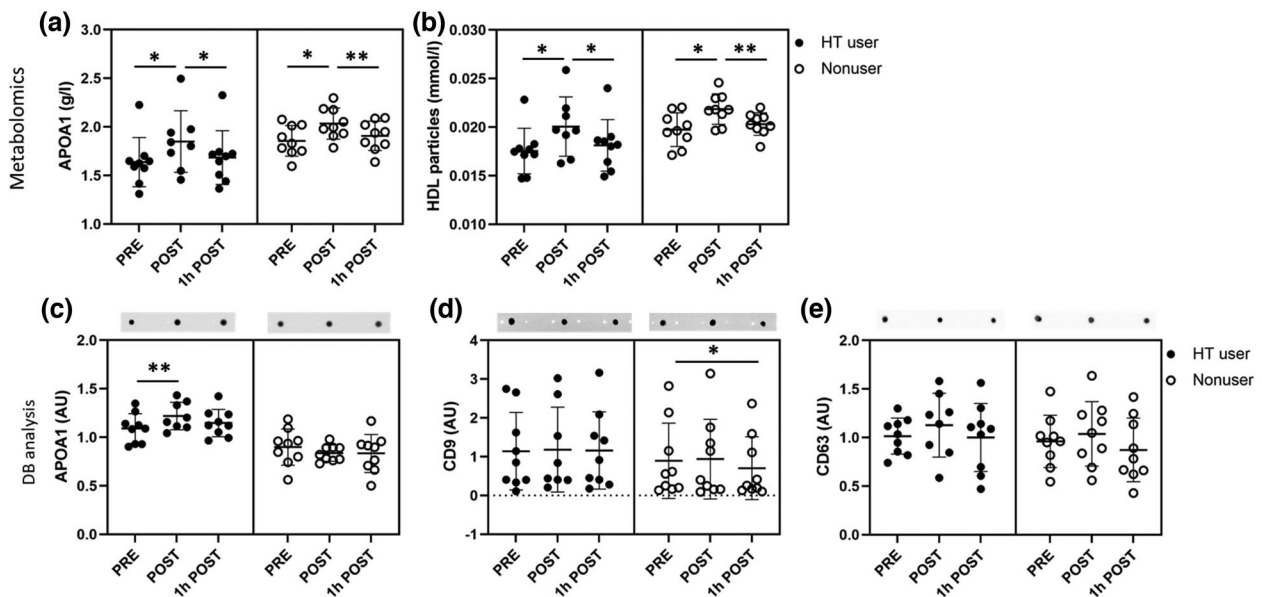 (a)
Metabolomics
APOA1 (g/l)
3.0
2.5
2.0
1.5
1.0
* *
* **
PRE POST 1h POST PRE POST 1h POST
(b)
HDL particles (mmol/l)
0.030
0.025
0.020
0.015
0.010
* *
* **
PRE POST 1h POST PRE POST 1h POST
HT user
Nonuser
(c)
DB analysis
APOA1 (AU)
2.0
1.5
1.0
0.5
0.0
**
PRE POST 1h POST PRE POST 1h POST
(d)
CD9 (AU)
4
3
2
1
0
-1
*
PRE POST 1h POST PRE POST 1h POST
(e)
CD63 (AU)
2.0
1.5
1.0
0.5
0.0
PRE POST 1h POST PRE POST 1h POST
HT user
Nonuser